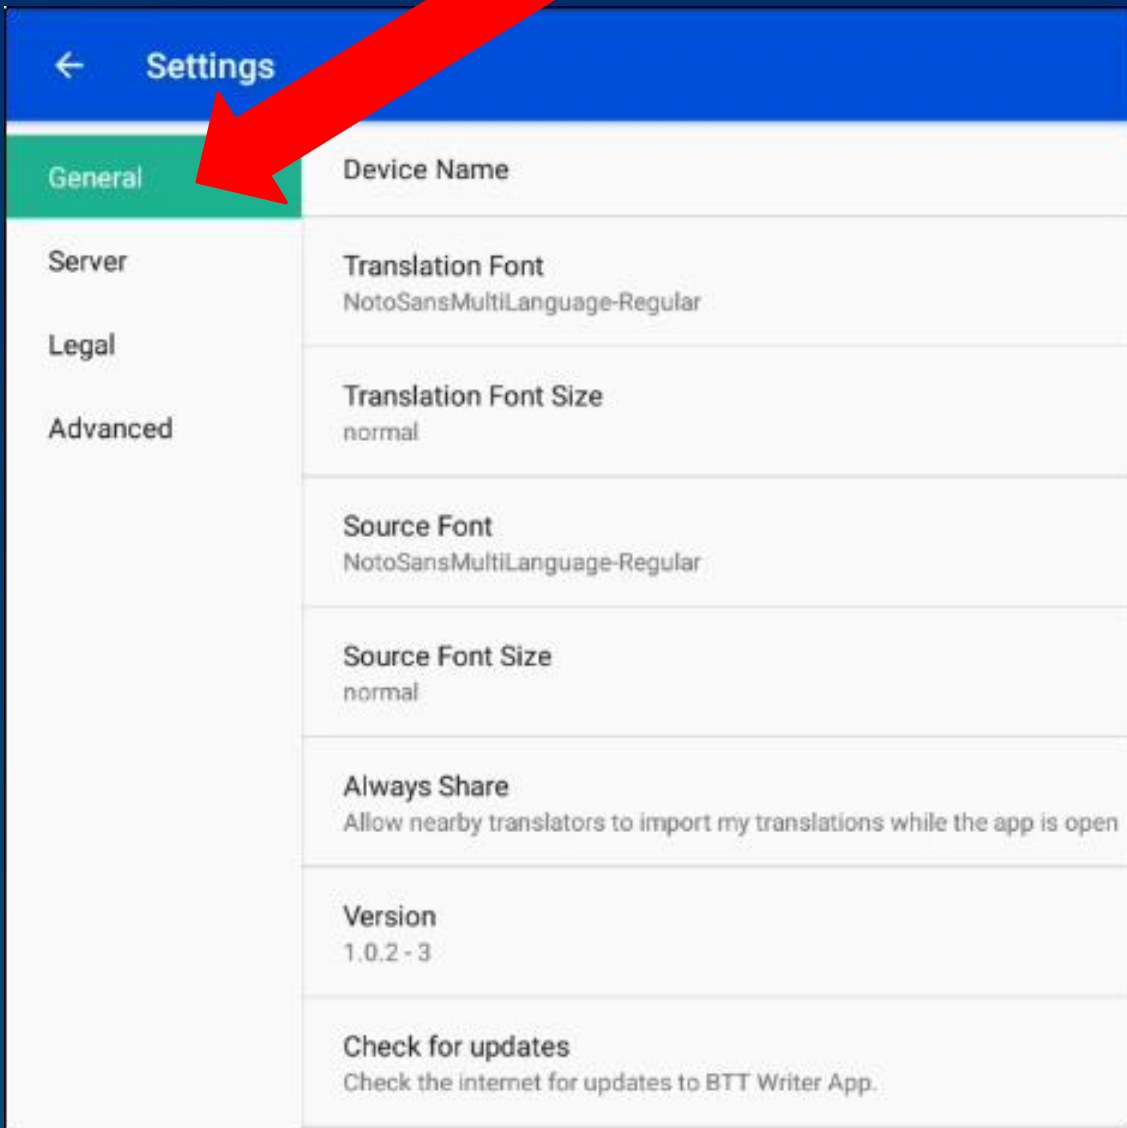 Settings
General
Server
Legal
Advanced
Device Name
Translation Font
NotoSansMultiLanguage-Regular
Translation Font Size
normal
Source Font
NotoSansMultiLanguage-Regular
Source Font Size
normal
Always Share
Allow nearby translators to import my translations while the app is open
Version
1.0.2 - 3
Check for updates
Check the internet for updates to BTT Writer App.